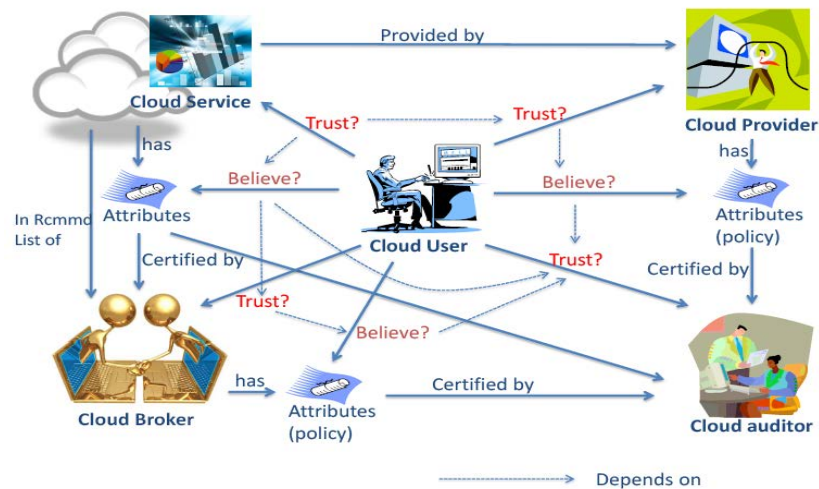 Provided by
Cloud Service
Trust?
Trust?
Cloud Provider
has
has
Believe?
Believe?
In Rcmmd
List of
Attributes
Attributes
(policy)
Cloud User
Certified by
Trust?
Certified by
Trust?
Believe?
has
Certified by
Cloud Broker
Attributes
(policy)
Cloud auditor
Depends on